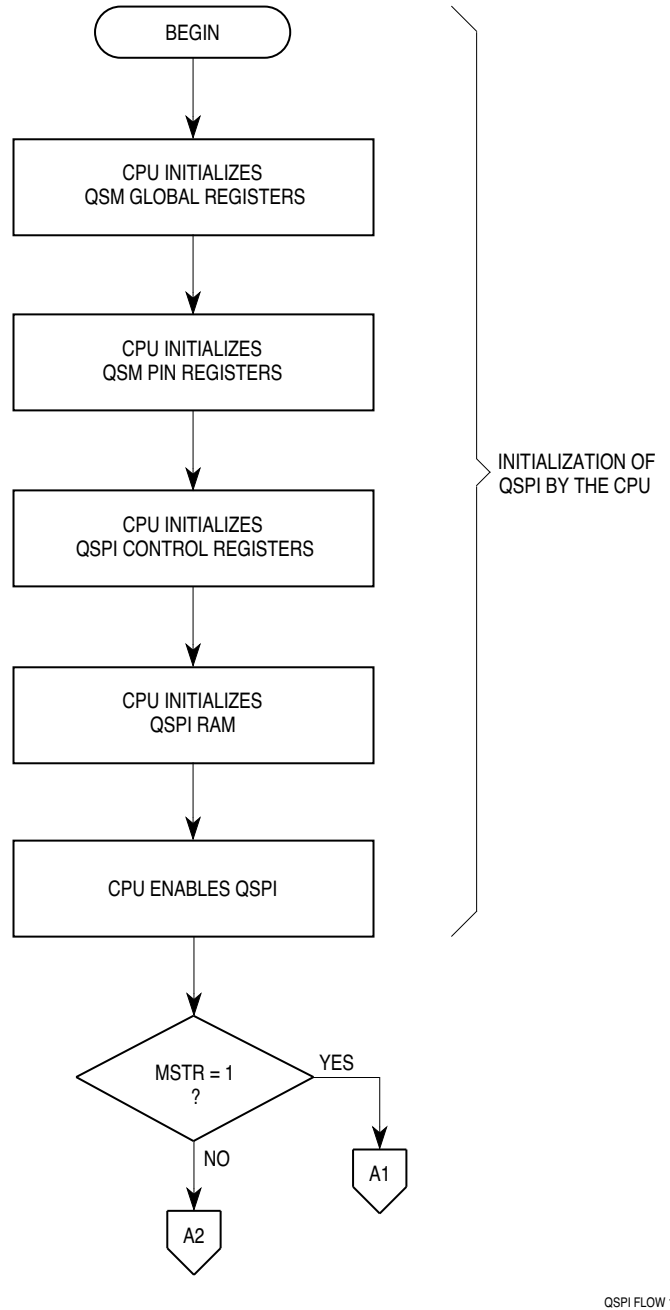 BEGIN
CPU INITIALIZES
QSM GLOBAL REGISTERS
CPU INITIALIZES
QSM PIN REGISTERS
INITIALIZATION OF
QSPI BY THE CPU
CPU INITIALIZES
QSPI CONTROL REGISTERS
CPU INITIALIZES
QSPI RAM
CPU ENABLES QSPI
MSTR = 1
?
YES
NO
A1
A2
QSPI FLOW